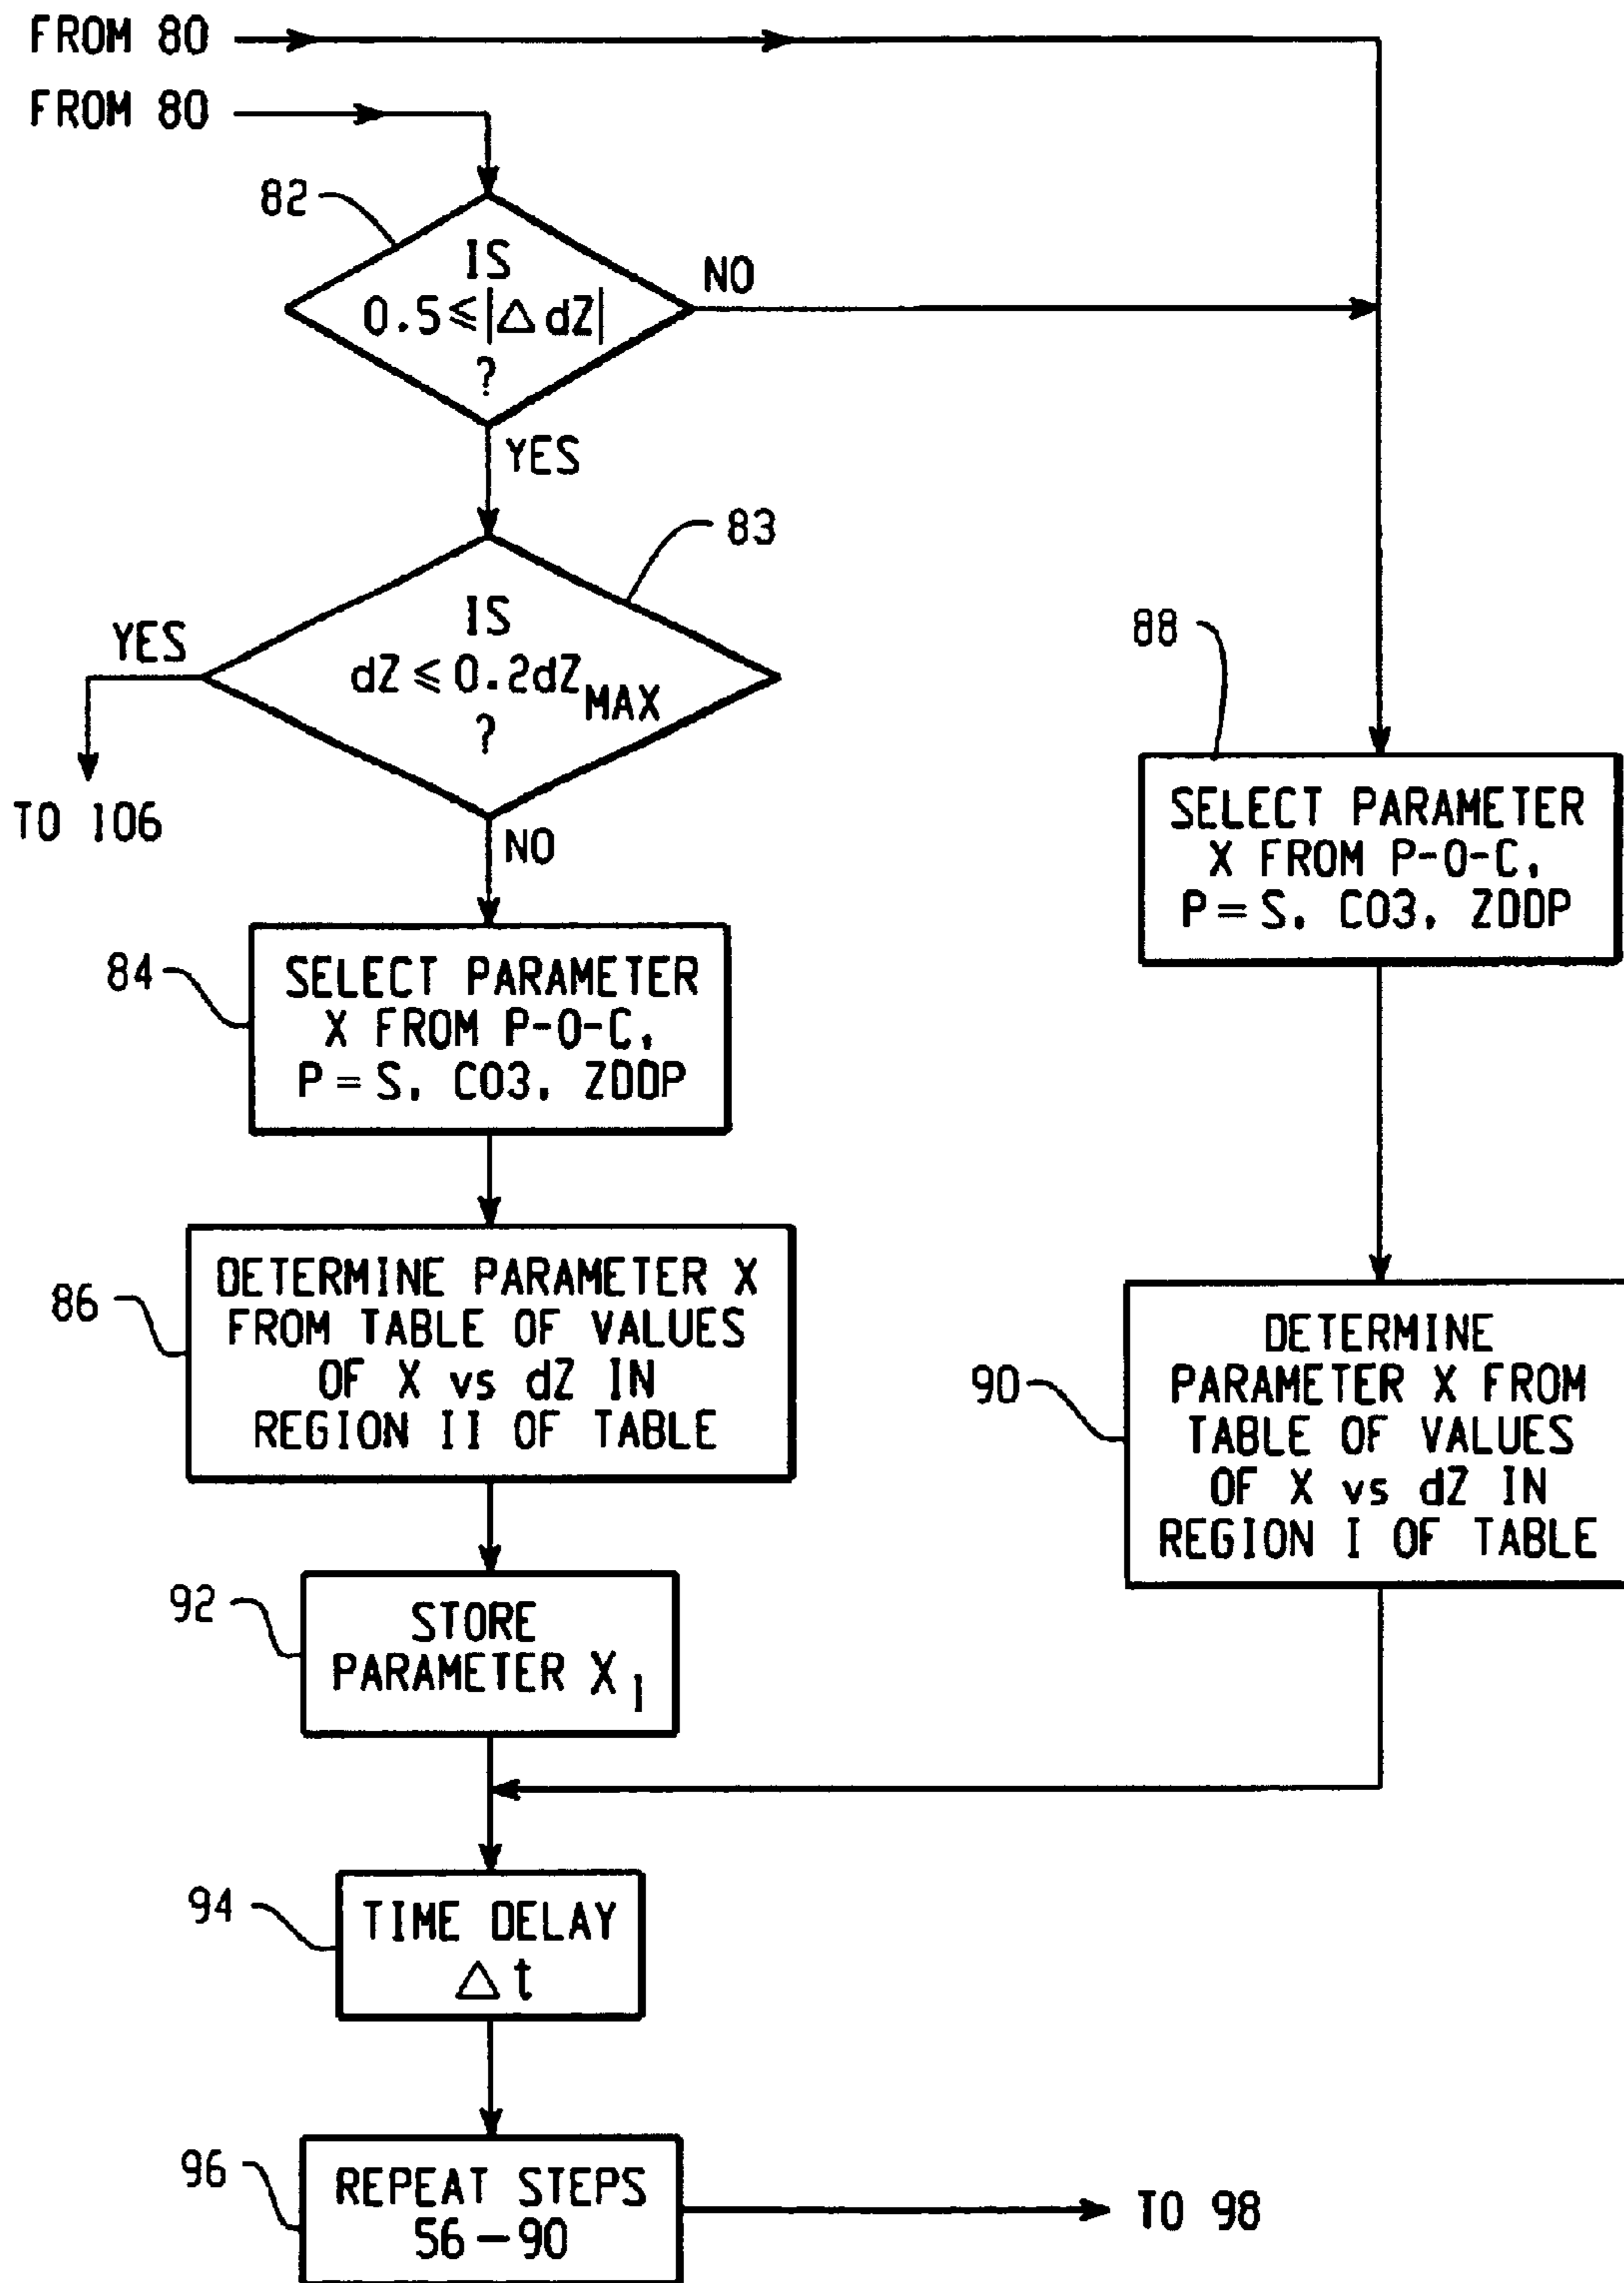 FROM 80
FROM 80
82
IS
0.5≤|△dZ|
?
NO
YES
83
IS
dZ≤0.2dZMAX
?
YES
TO 106
NO
88
SELECT PARAMETER
X FROM P-O-C,
P=S, CO3, ZDDP
84
SELECT PARAMETER
X FROM P-O-C,
P=S, CO3, ZDDP
86
DETERMINE PARAMETER X
FROM TABLE OF VALUES
OF X vs dZ IN
REGION II OF TABLE
90
DETERMINE
PARAMETER X FROM
TABLE OF VALUES
OF X vs dZ IN
REGION I OF TABLE
92
STORE
PARAMETER X1
94
TIME DELAY
△t
96
REPEAT STEPS
56-90
TO 98